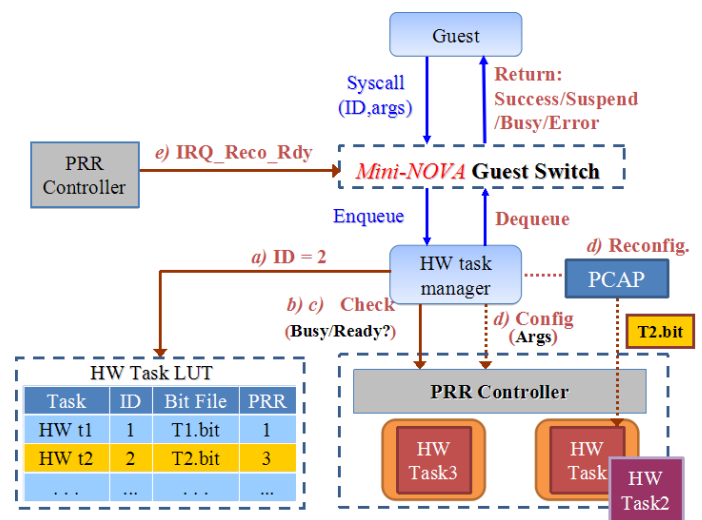 Guest
Syscall
(ID,args)
Return:
Success/Suspend
/Busy/Error
PRR
Controller
e) IRQ_Reco_Rdy
Mini-NOVA Guest Switch
Enqueue
Dequeue
a) ID = 2
HW task
manager
d) Reconfig.
PCAP
b) c) Check
(Busy/Ready?)
d) Config
(Args)
T2.bit
HW Task LUT
Task ID Bit File PRR
HW t1 1 T1.bit 1
HW t2 2 T2.bit 3
. . . ... . . . ...
PRR Controller
HW
Task3
HW
Task
HW
Task2